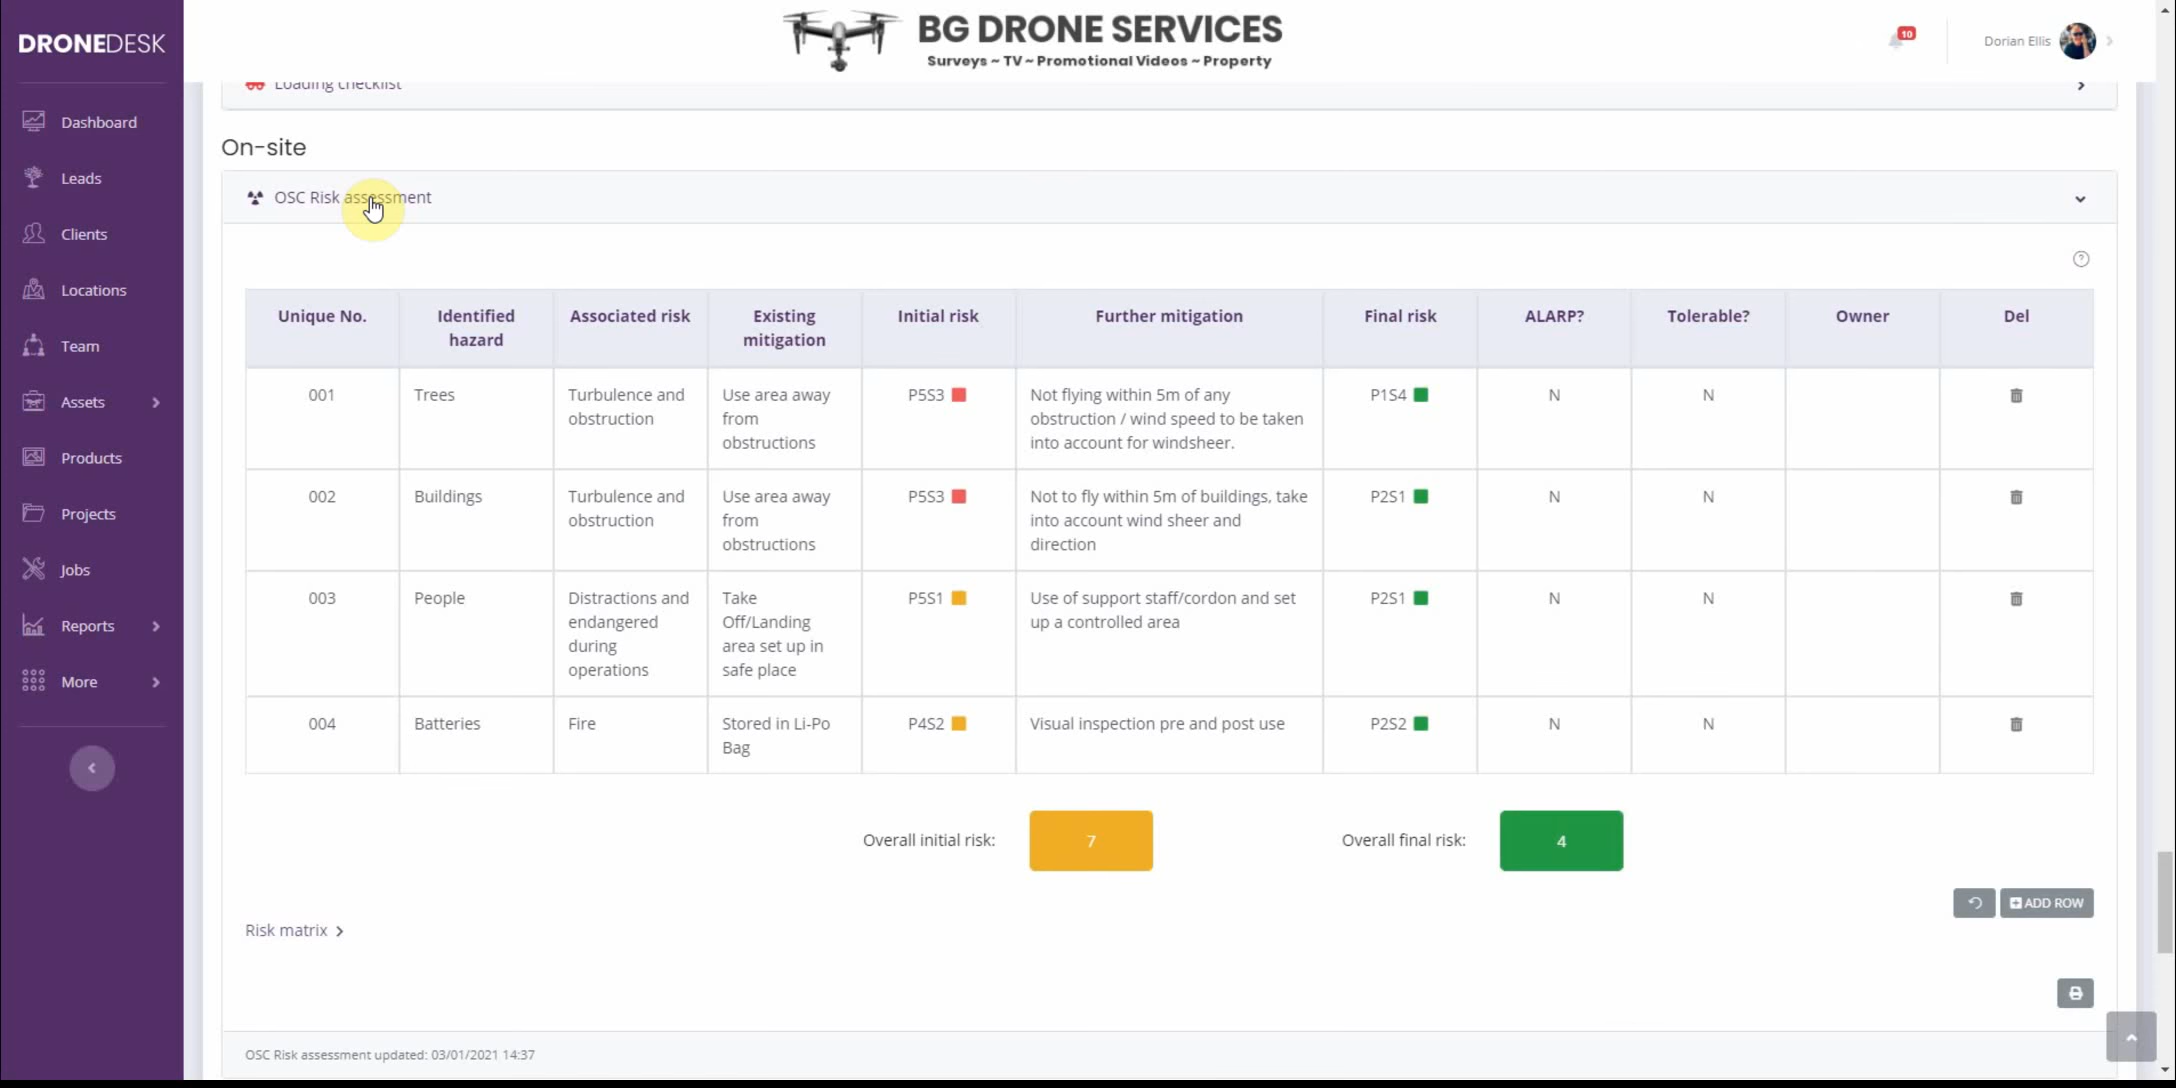 DRONEDESK
BG DRONE SERVICES
Surveys ~ TV ~ Promotional Videos ~ Property
10
Dorian Ellis
Dashboard
Leads
Clients
Locations
Team
Assets
Products
Projects
Jobs
Reports
More
Loading checklist
On-site
OSC Risk assessment
Unique No.
Identified
hazard
Associated risk
Existing
mitigation
Initial risk
Further mitigation
Final risk
ALARP?
Tolerable?
Owner
Del
001
Trees
Turbulence and
obstruction
Use area away
from
obstructions
P5S3
Not flying within 5m of any
obstruction / wind speed to be taken
into account for windsheer.
P1S4
N
N
002
Buildings
Turbulence and
obstruction
Use area away
from
obstructions
P5S3
Not to fly within 5m of buildings, take
into account wind sheer and
direction
P2S1
N
N
003
People
Distractions and
endangered
during
operations
Take
Off/Landing
area set up in
safe place
P5S1
Use of support staff/cordon and set
up a controlled area
P2S1
N
N
004
Batteries
Fire
Stored in Li-Po
Bag
P4S2
Visual inspection pre and post use
P2S2
N
N
Overall initial risk:
7
Overall final risk:
4
ADD ROW
Risk matrix
OSC Risk assessment updated: 03/01/2021 14:37